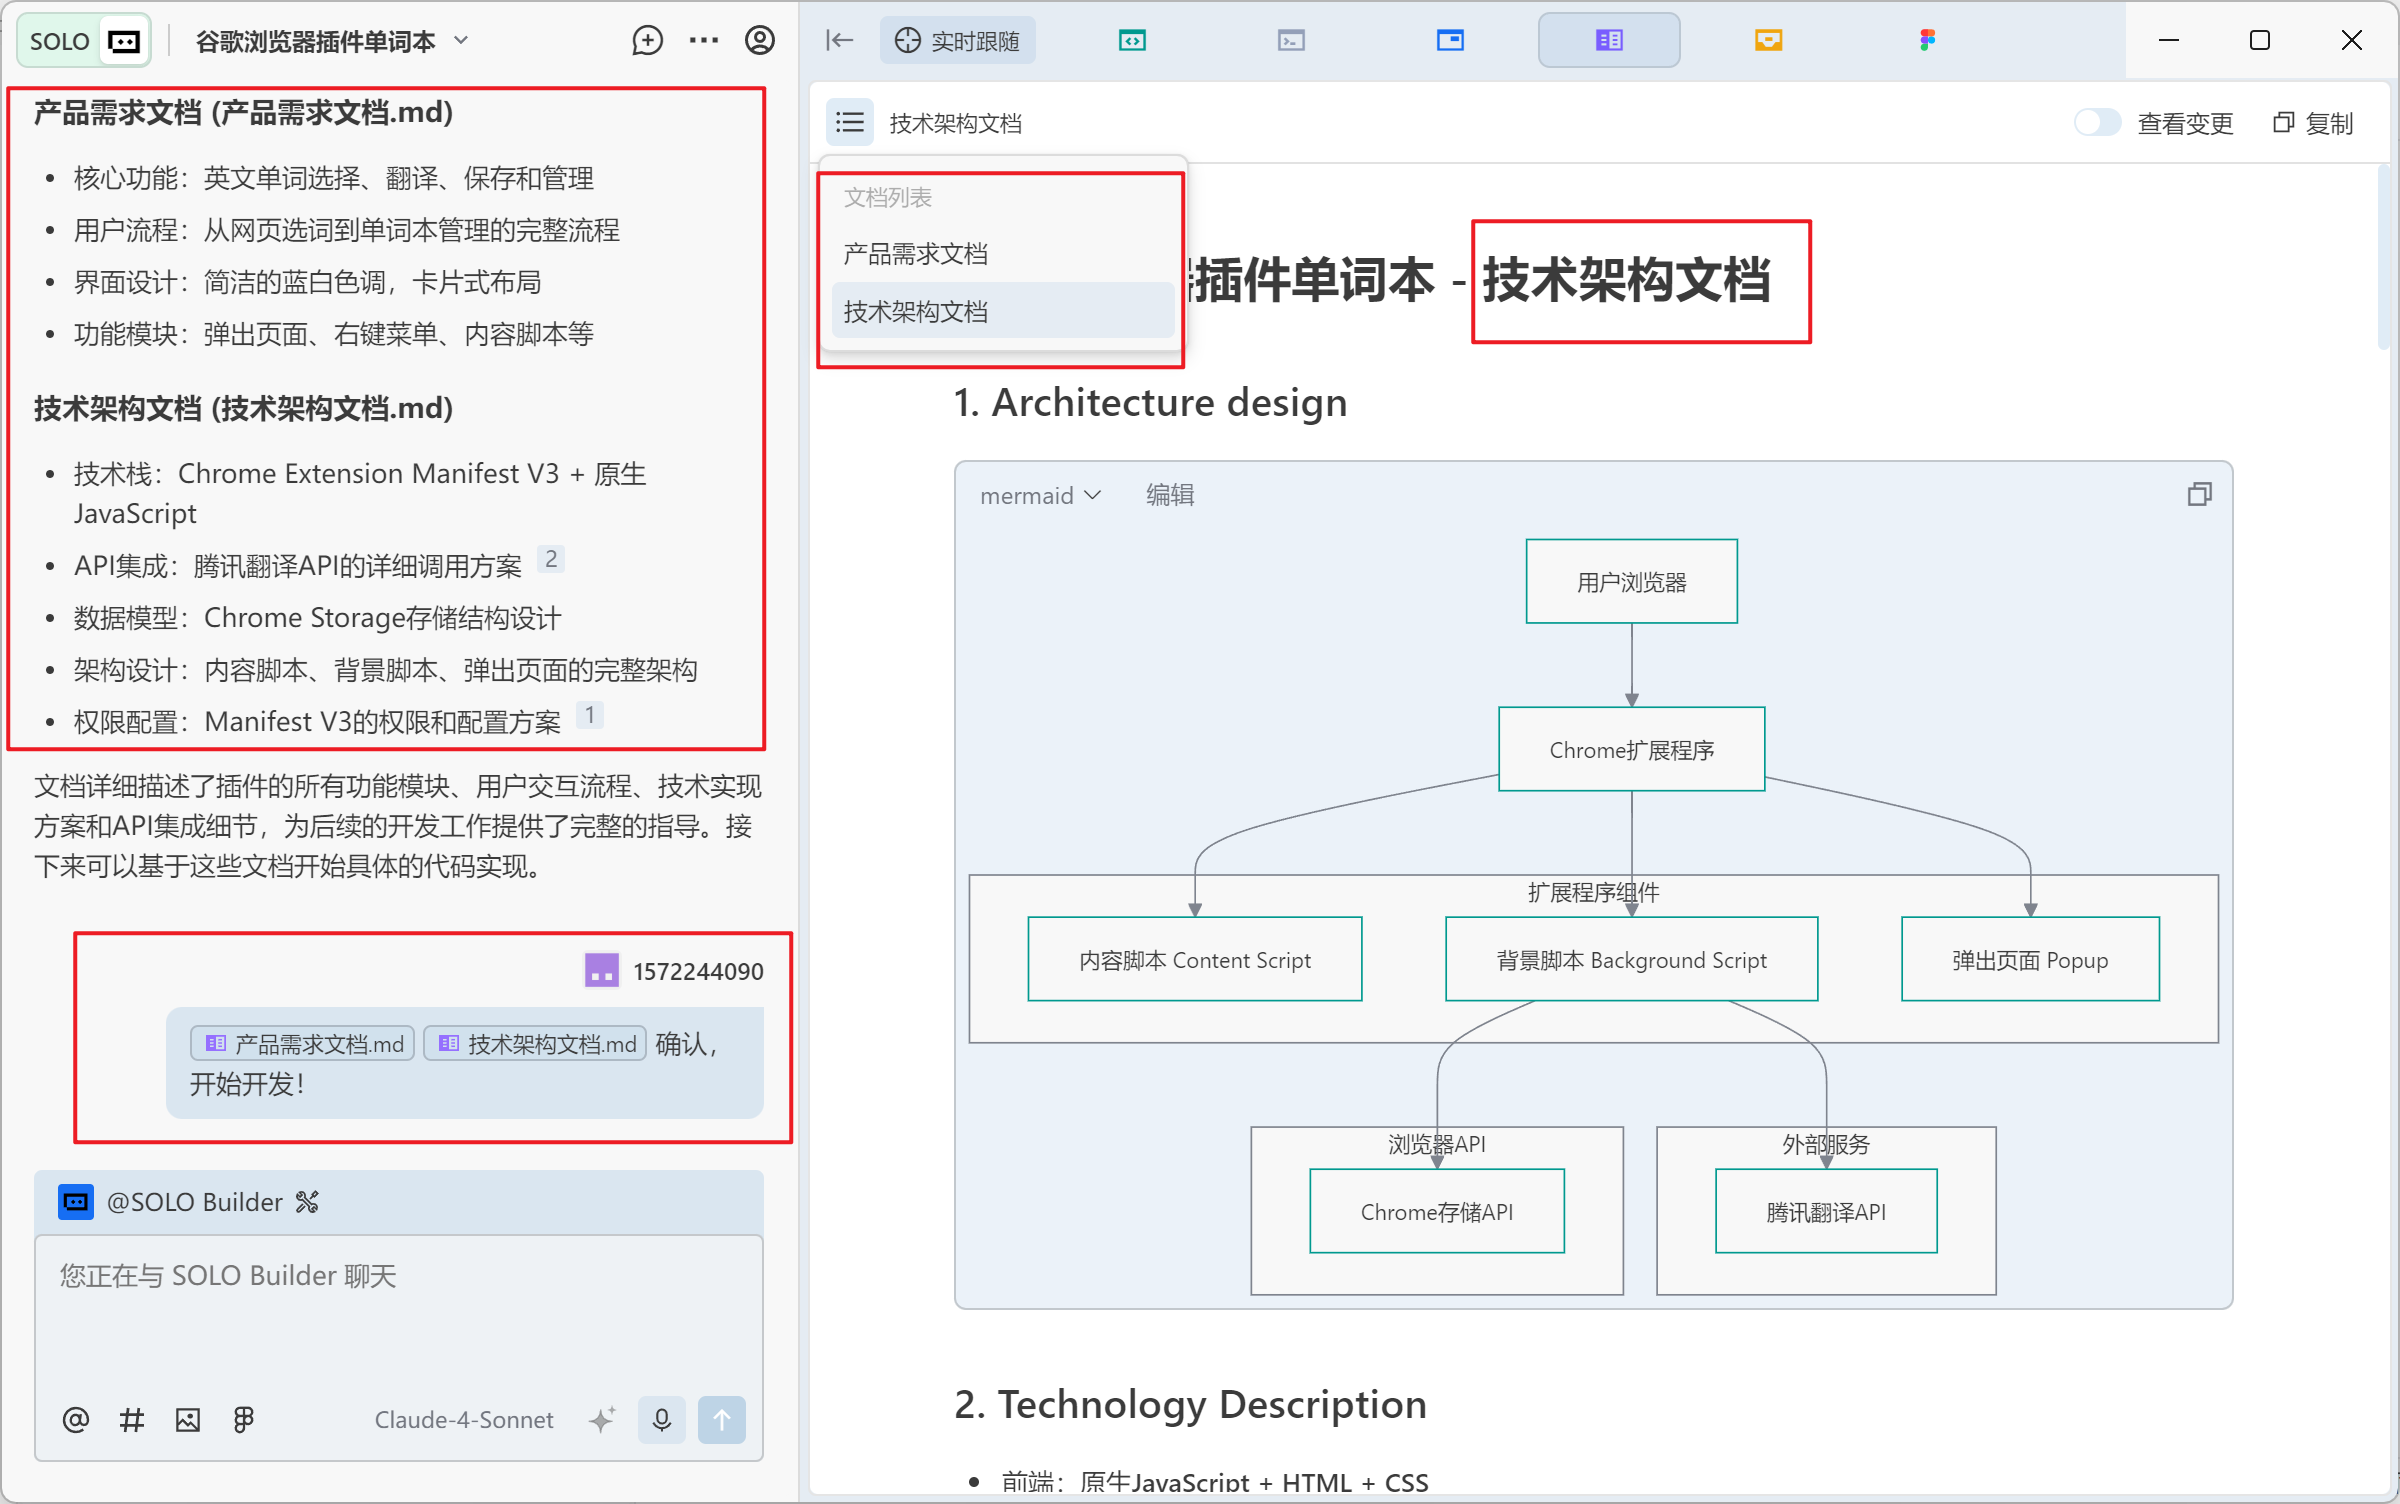 SOLO
谷歌浏览器插件单词本
产品需求文档 (产品需求文档.md)
• 核心功能：英文单词选择、翻译、保存和管理
• 用户流程：从网页选词到单词本管理的完整流程
• 界面设计：简洁的蓝白色调，卡片式布局
• 功能模块：弹出页面、右键菜单、内容脚本等
技术架构文档 (技术架构文档.md)
• 技术栈：Chrome Extension Manifest V3 + 原生
JavaScript
• API集成：腾讯翻译API的详细调用方案 2
• 数据模型：Chrome Storage存储结构设计
• 架构设计：内容脚本、背景脚本、弹出页面的完整架构
• 权限配置：Manifest V3的权限和配置方案 1
文档详细描述了插件的所有功能模块、用户交互流程、技术实现
方案和API集成细节，为后续的开发工作提供了完整的指导。接
下来可以基于这些文档开始具体的代码实现。
1572244090
产品需求文档.md 技术架构文档.md 确认，
开始开发！
@SOLO Builder
您正在与 SOLO Builder 聊天
Claude-4-Sonnet
实时跟随
技术架构文档
查看变更
复制
文档列表
产品需求文档
技术架构文档
插件单词本 - 技术架构文档
1. Architecture design
mermaid
编辑
用户浏览器
Chrome扩展程序
扩展程序组件
内容脚本 Content Script
背景脚本 Background Script
弹出页面 Popup
浏览器API
外部服务
Chrome存储API
腾讯翻译API
2. Technology Description
• 前端：原生JavaScript + HTML + CSS